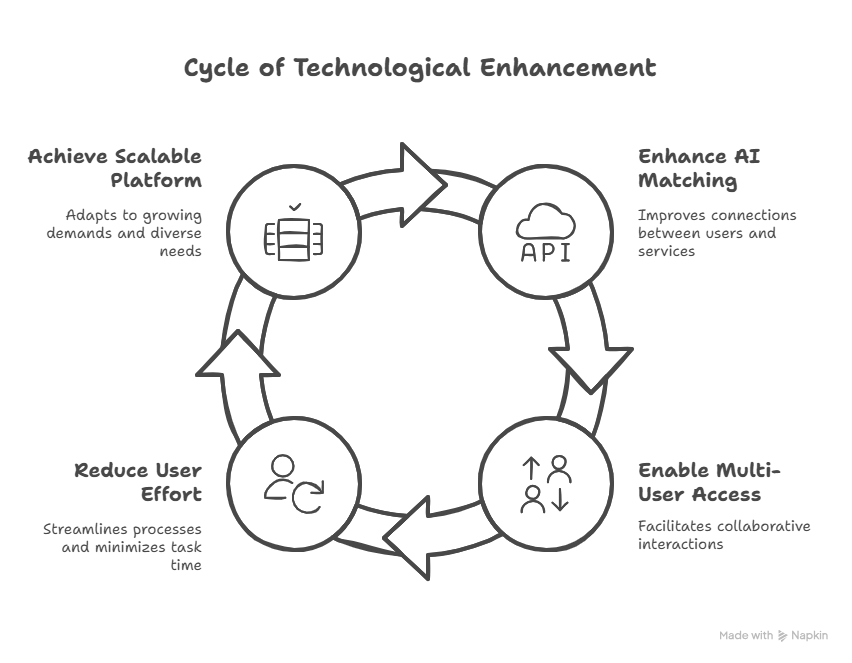 Cycle of Technological Enhancement
Achieve Scalable
Platform
Adapts to growing
demands and diverse
needs
Enhance AI
Matching
Improves connections
between users and
services
API
Reduce User
Effort
Streamlines processes
and minimizes task
time
Enable Multi-
User Access
Facilitates collaborative
interactions
Made with Napkin